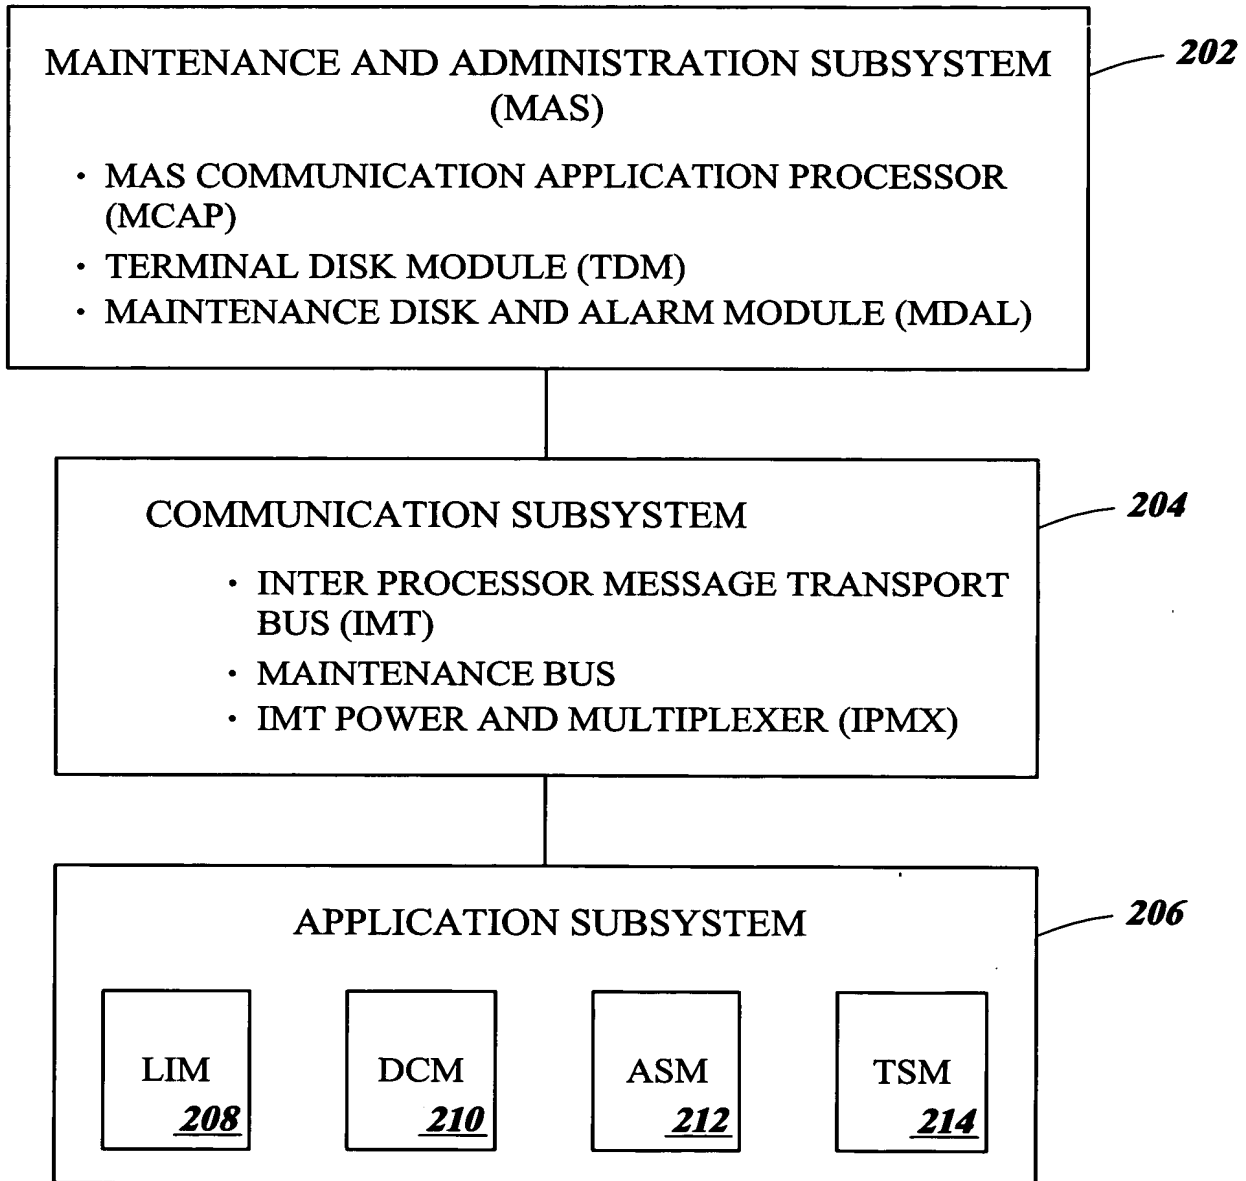 MAINTENANCE AND ADMINISTRATION SUBSYSTEM
(MAS)
202
· MAS COMMUNICATION APPLICATION PROCESSOR
(MCAP)
· TERMINAL DISK MODULE (TDM)
· MAINTENANCE DISK AND ALARM MODULE (MDAL)
COMMUNICATION SUBSYSTEM
204
· INTER PROCESSOR MESSAGE TRANSPORT
BUS (IMT)
· MAINTENANCE BUS
· IMT POWER AND MULTIPLEXER (IPMX)
APPLICATION SUBSYSTEM
206
LIM
208
DCM
210
ASM
212
TSM
214